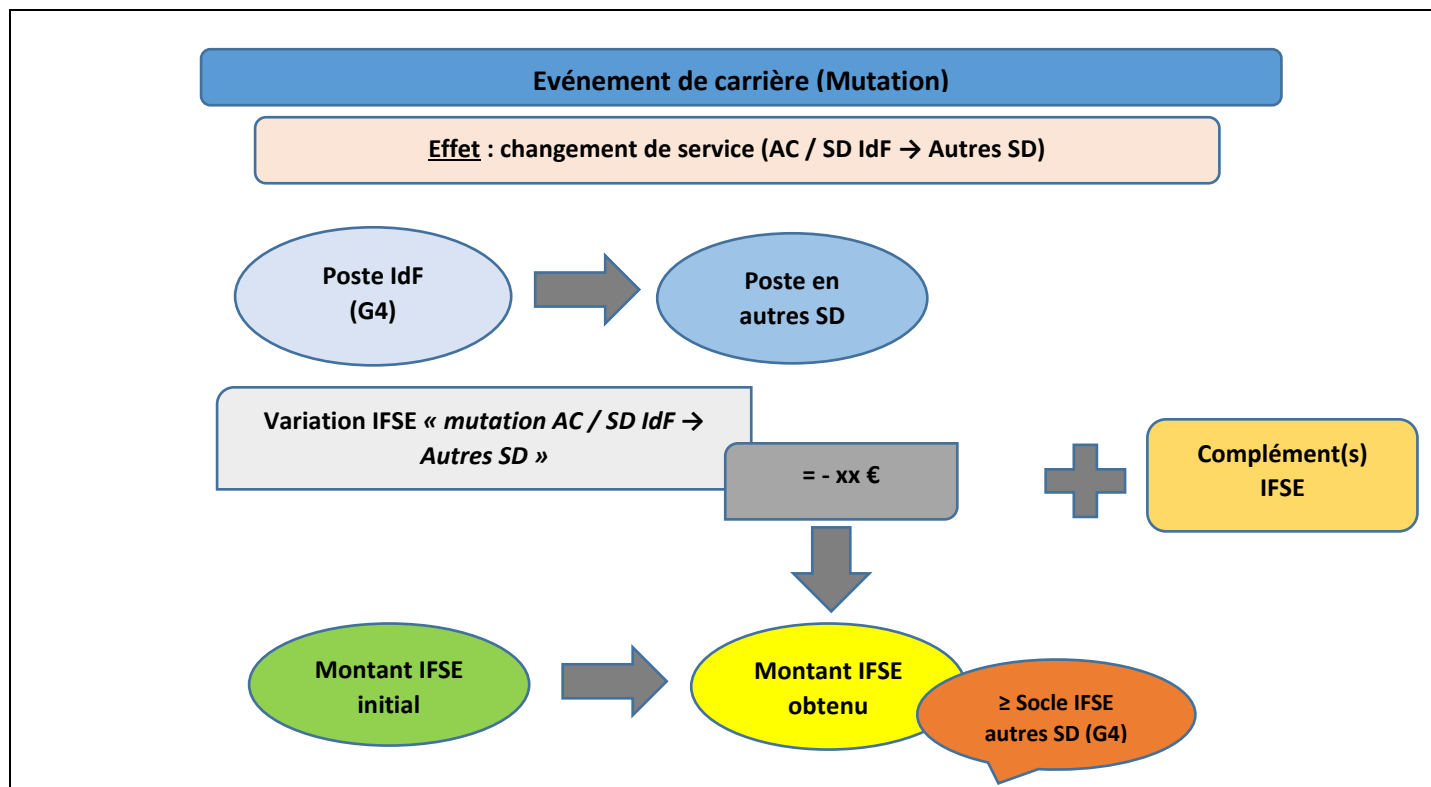 Evénement de carrière (Mutation)
Effet : changement de service (AC / SD IdF → Autres SD)
Poste IdF
(G4)
Poste en
autres SD
Variation IFSE « mutation AC / SD IdF →
Autres SD »
= - xx €
Complément(s)
IFSE
Montant IFSE
initial
Montant IFSE
obtenu
≥ Socle IFSE
autres SD (G4)